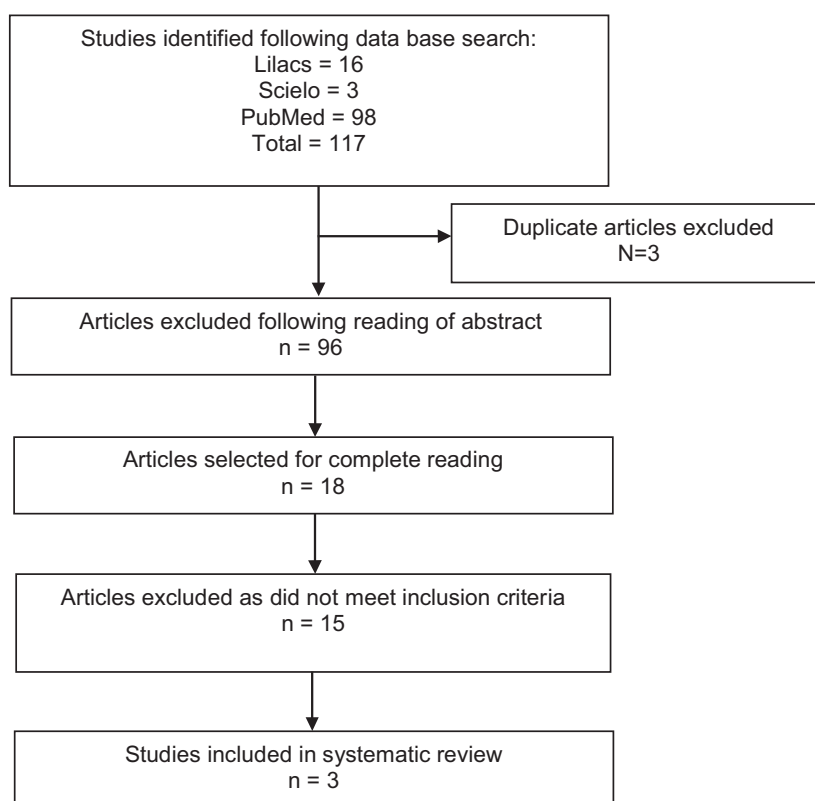 Studies identified following data base search:
Lilacs = 16
Scielo = 3
PubMed = 98
Total = 117
Duplicate articles excluded
N=3
Articles excluded following reading of abstract
n = 96
Articles selected for complete reading
n = 18
Articles excluded as did not meet inclusion criteria
n = 15
Studies included in systematic review
n = 3